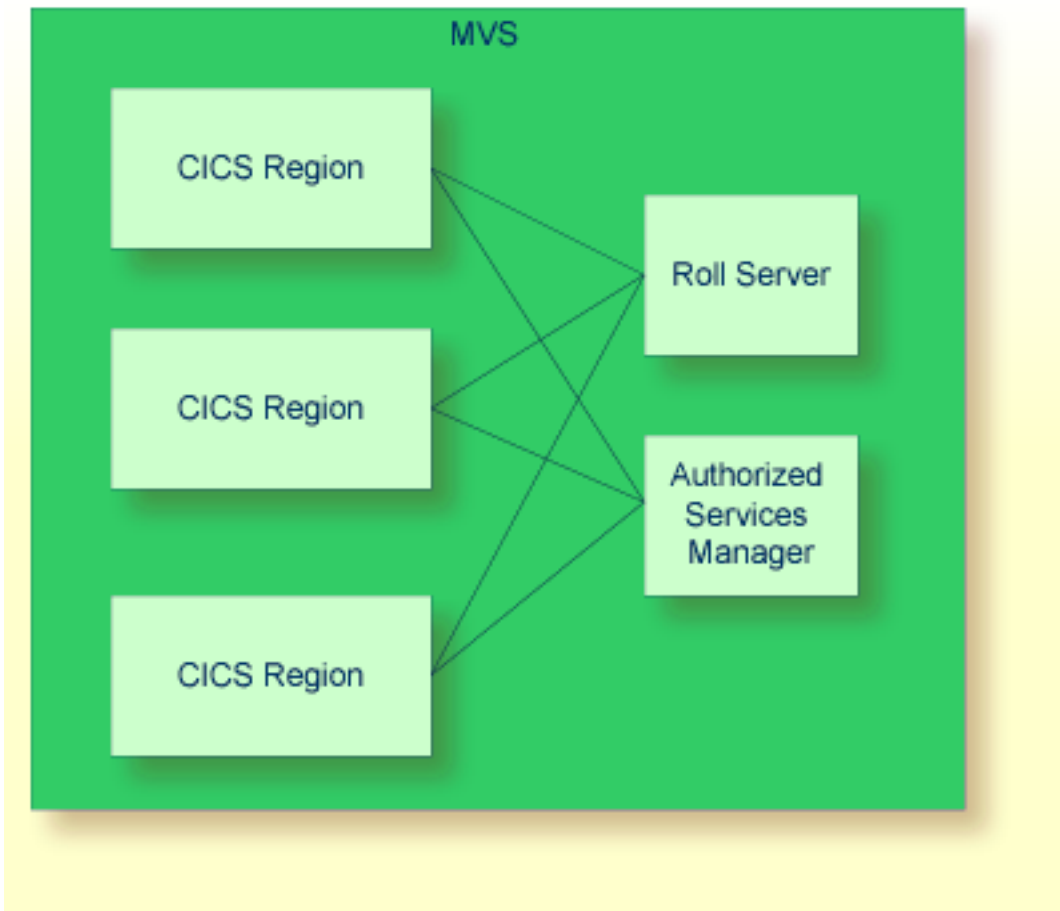 MVS
CICS Region
Roll Server
CICS Region
Authorized
Services
Manager
CICS Region